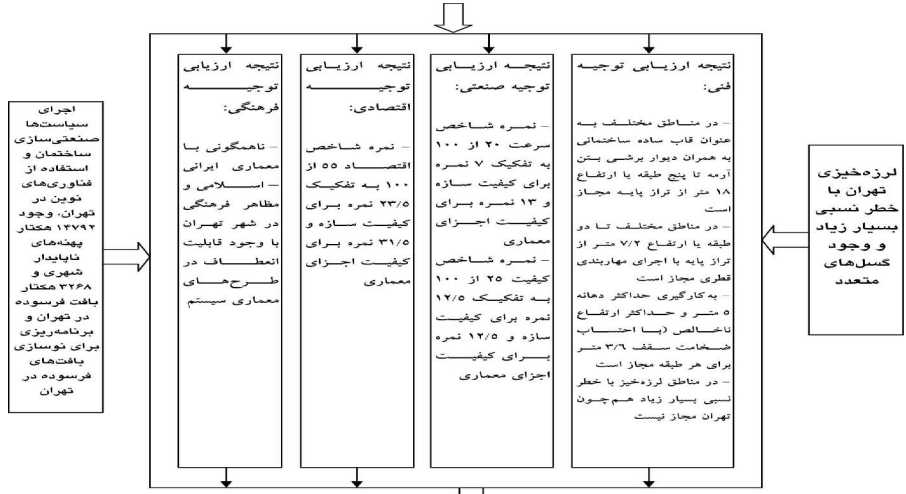 لرزه‌خیزی
تهران با
خطر نسبی
بسیار زیاد
و وجود
گسل‌های
متعدد
نتیجه ارزیابی توجیه
فنی:
– در مناطق مختلف به
عنوان قاب ساده ساختمانی
به همران دیوار برشی بتن
آرمه تا پنج طبقه یا ارتفاع
۱۸ متر از تراز پایه مجاز
است
– در مناطق مختلف تا دو
طبقه یا ارتفاع ۷/۲ متر از
تراز پایه با اجرای مهاربندی
قطری مجاز است
– به‌کارگیری حداکثر دهانه
۵ متر و حداکثر ارتفاع
ناخالص (با احتساب
ضخامت سقف ۳/۶ متر
برای هر طبقه مجاز است
– در مناطق لرزه‌خیز با خطر
نسبی بسیار زیاد هم‌چون
تهران مجاز نیست
نتیجه ارزیابی
توجیه صنعتی:
– نمره شاخص
سرعت ۲۰ از ۱۰۰
به تفکیک ۷ نمره
برای کیفیت سازه
و ۱۳ نمره برای
کیفیت اجزای
معماری
– نمره شاخص
کیفیت ۲۵ از ۱۰۰
به تفکیک ۱۲/۵
نمره برای کیفیت
سازه و ۱۲/۵ نمره
برای کیفیت
اجزای معماری
نتیجه ارزیابی
توجیه
اقتصادی:
– نمره شاخص
اقتصاد ۵۵ از
۱۰۰ به تفکیک
۲۳/۵ نمره برای
کیفیت سازه و
۳۱/۵ نمره برای
کیفیت اجزای
معماری
نتیجه ارزیابی
توجیه
فرهنگی:
– ناهمگونی با
معماری ایرانی
– اسلامی و
مظاهر فرهنگی
در شهر تهران
با وجود قابلیت
انعطاف در
طرح‌های
معماری سیستم
اجرای
سیاست‌ها
صنعتی‌سازی
ساختمان و
استفاده از
فناوری‌های
نوین در
تهران، وجود
۱۴۷۹۲ هکتار
پهنه‌های
ناپایدار
شهری و
۳۲۶۸ هکتار
بافت فرسوده
در تهران و
برنامه‌ریزی
برای نوسازی
بافت‌های
فرسوده در
تهران